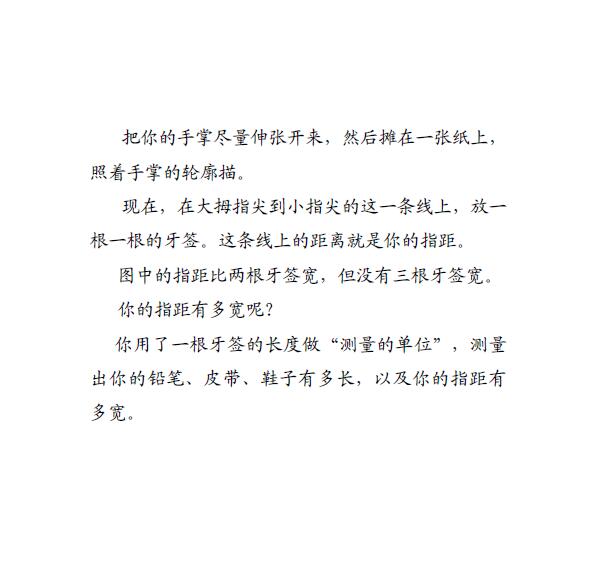 把你的手掌尽量伸张开来，然后摊在一张纸上，
照着手掌的轮廓描。
现在，在大拇指尖到小指尖的这一条线上，放一
根一根的牙签。这条线上的距离就是你的指距。
图中的指距比两根牙签宽，但没有三根牙签宽。
你的指距有多宽呢？
你用了一根牙签的长度做“测量的单位”，测量
出你的铅笔、皮带、鞋子有多长，以及你的指距有
多宽。